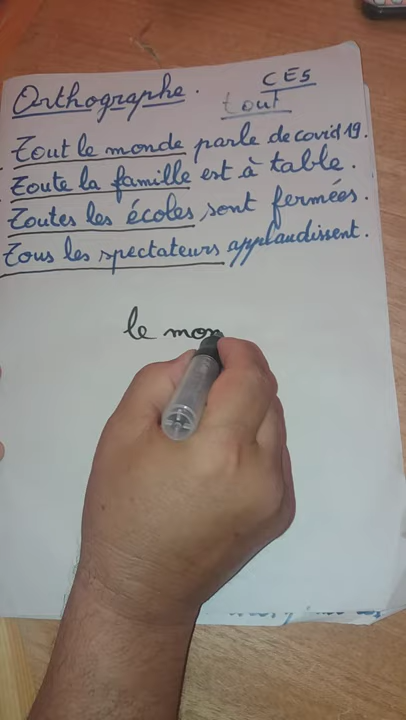 Orthographe.
CE5
tout
Tout le monde parle de covid 19.
Toute la famille est à table.
Toutes les écoles sont fermées.
Tous les spectateurs applaudissent.
le mon